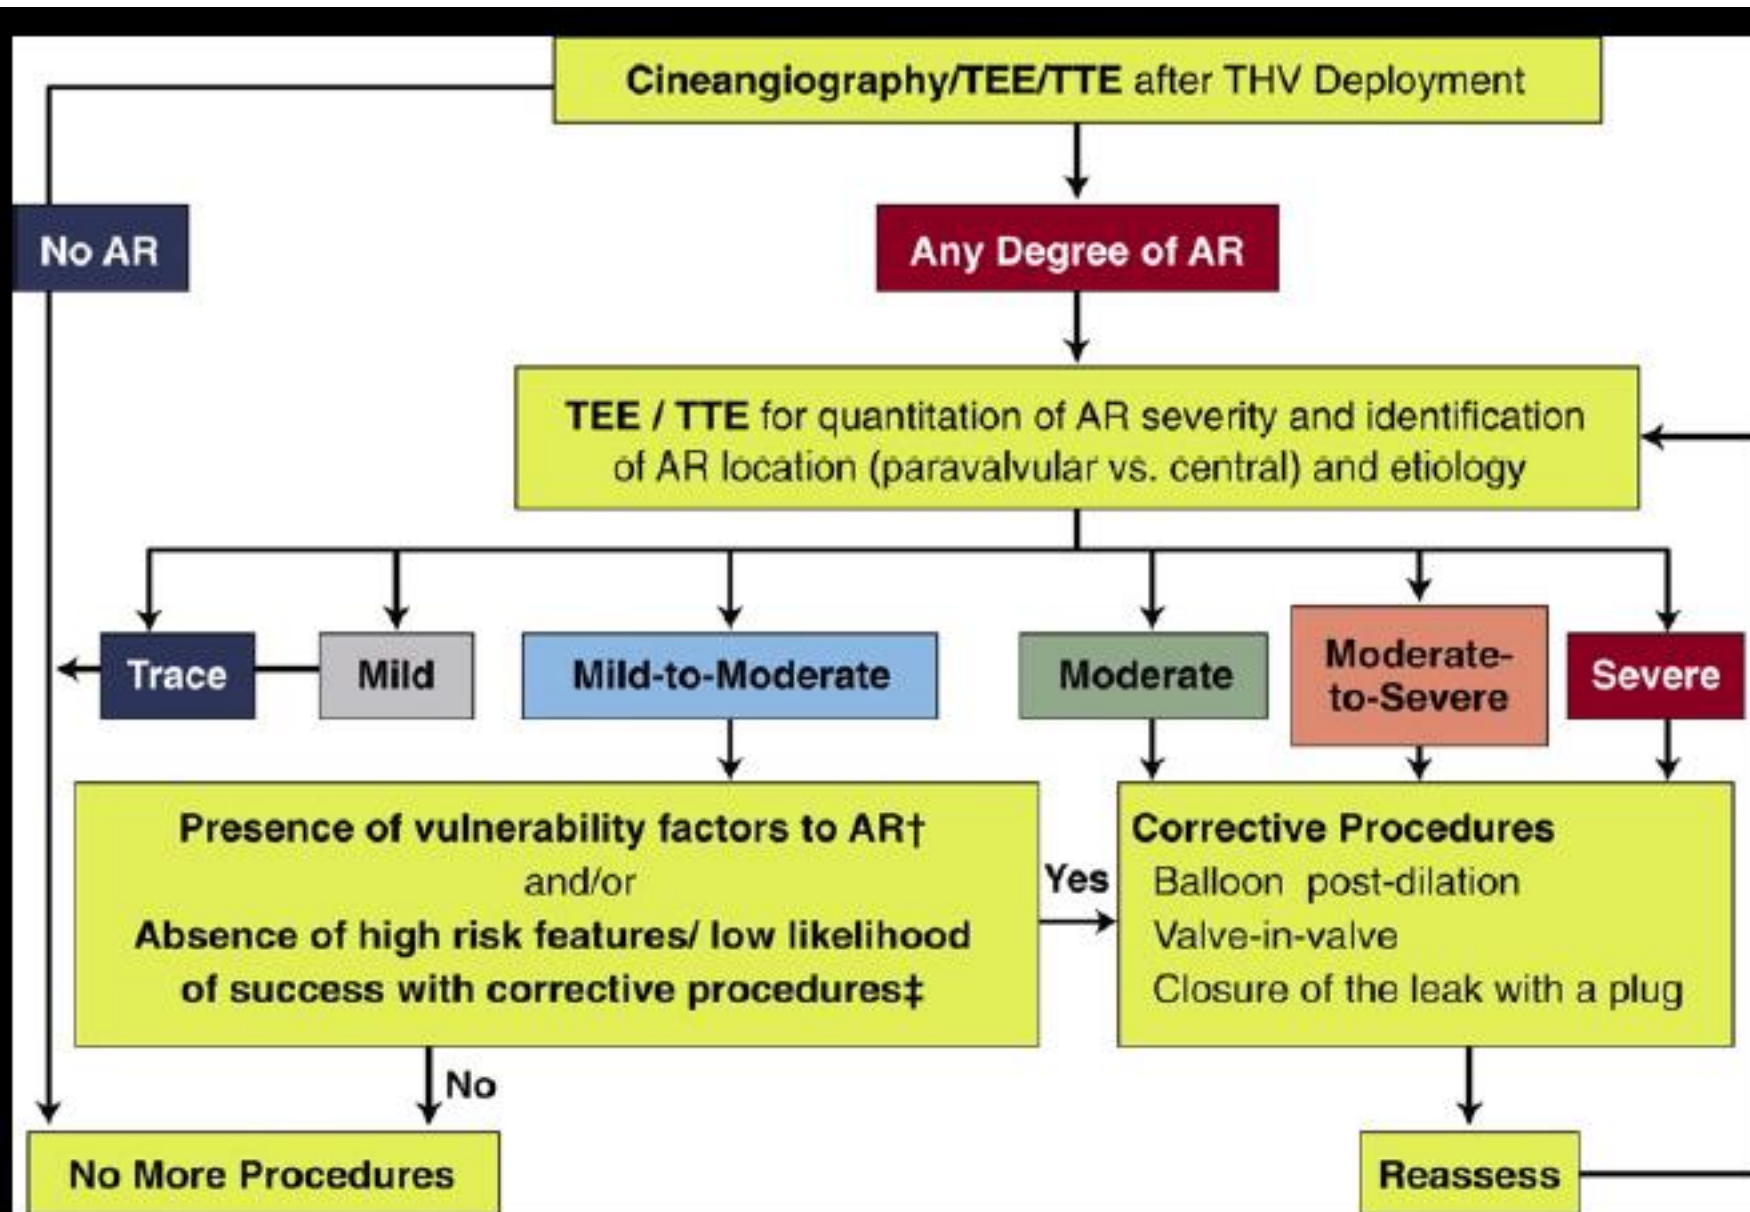 Cineangiography/TEE/TTE after THV Deployment
No AR
Any Degree of AR
TEE / TTE for quantitation of AR severity and identification
of AR location (paravalvular vs. central) and etiology
Trace
Mild
Mild-to-Moderate
Moderate
Moderate-
to-Severe
Severe
Presence of vulnerability factors to AR†
and/or
Absence of high risk features/ low likelihood
of success with corrective procedures‡
Yes
Corrective Procedures
Balloon post-dilation
Valve-in-valve
Closure of the leak with a plug
No
No More Procedures
Reassess